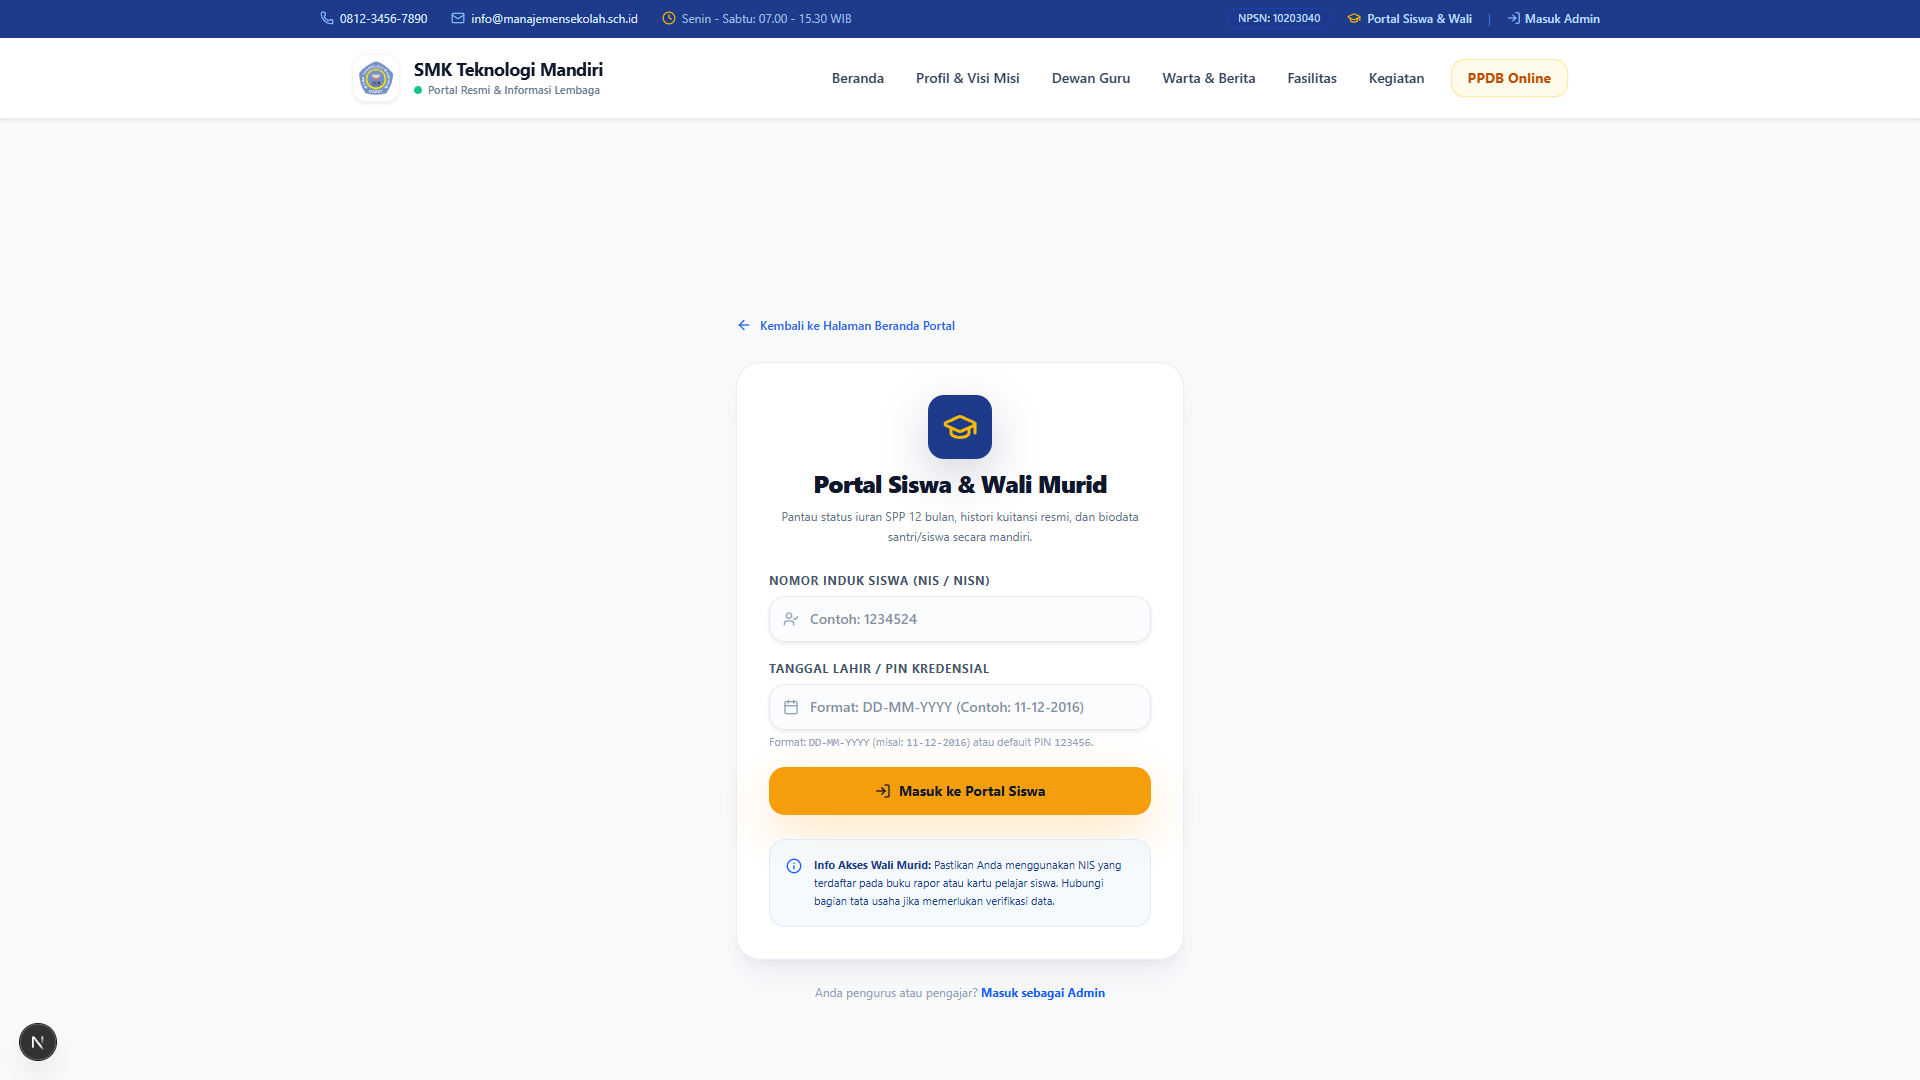 0812-3456-7890
info@manajemensekolah.sch.id
Senin - Sabtu: 07.00 - 15.30 WIB
NPSN: 10203040
Portal Siswa & Wali
|
Masuk Admin
SMK Teknologi Mandiri
Portal Resmi & Informasi Lembaga
Beranda
Profil & Visi Misi
Dewan Guru
Warta & Berita
Fasilitas
Kegiatan
PPDB Online
Kembali ke Halaman Beranda Portal
Portal Siswa & Wali Murid
Pantau status iuran SPP 12 bulan, histori kuitansi resmi, dan biodata
santri/siswa secara mandiri.
NOMOR INDUK SISWA (NIS / NISN)
Contoh: 1234524
TANGGAL LAHIR / PIN KREDENSIAL
Format: DD-MM-YYYY (Contoh: 11-12-2016)
Format: DD-MM-YYYY (misal: 11-12-2016) atau default PIN 123456.
Masuk ke Portal Siswa
Info Akses Wali Murid: Pastikan Anda menggunakan NIS yang
terdaftar pada buku rapor atau kartu pelajar siswa. Hubungi
bagian tata usaha jika memerlukan verifikasi data.
Anda pengurus atau pengajar? Masuk sebagai Admin
N